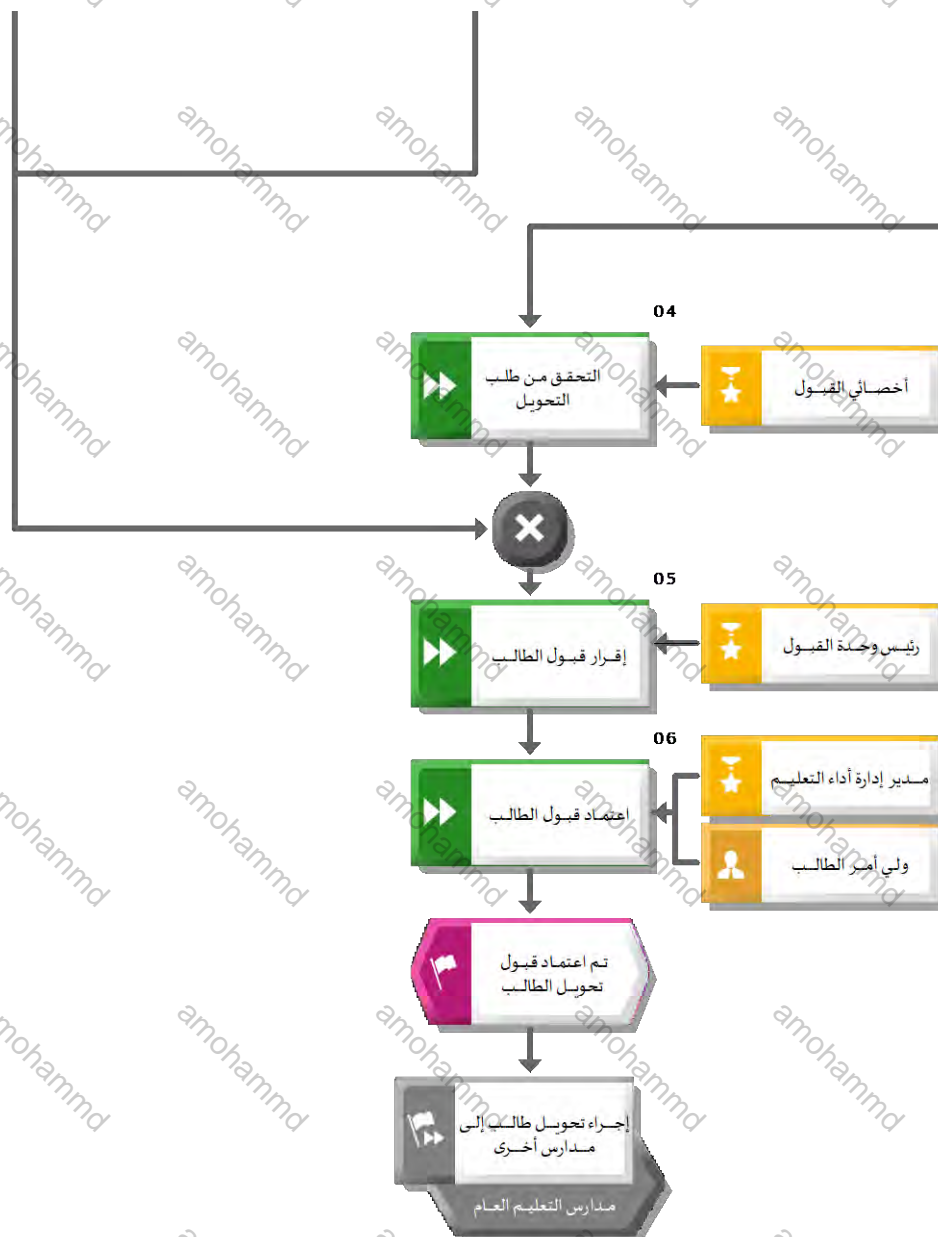 04
التحقق من طلب
التحويل
أخصائي القبول
05
إقرار قبول الطالب
رئيس وحدة القبول
06
اعتماد قبول الطالب
مدير إدارة أداء التعليم
ولي أمر الطالب
تم اعتماد قبول
تحويل الطالب
إجراء تحويل طالب إلى
مدارس أخرى
مدارس التعليم العام
amohammd